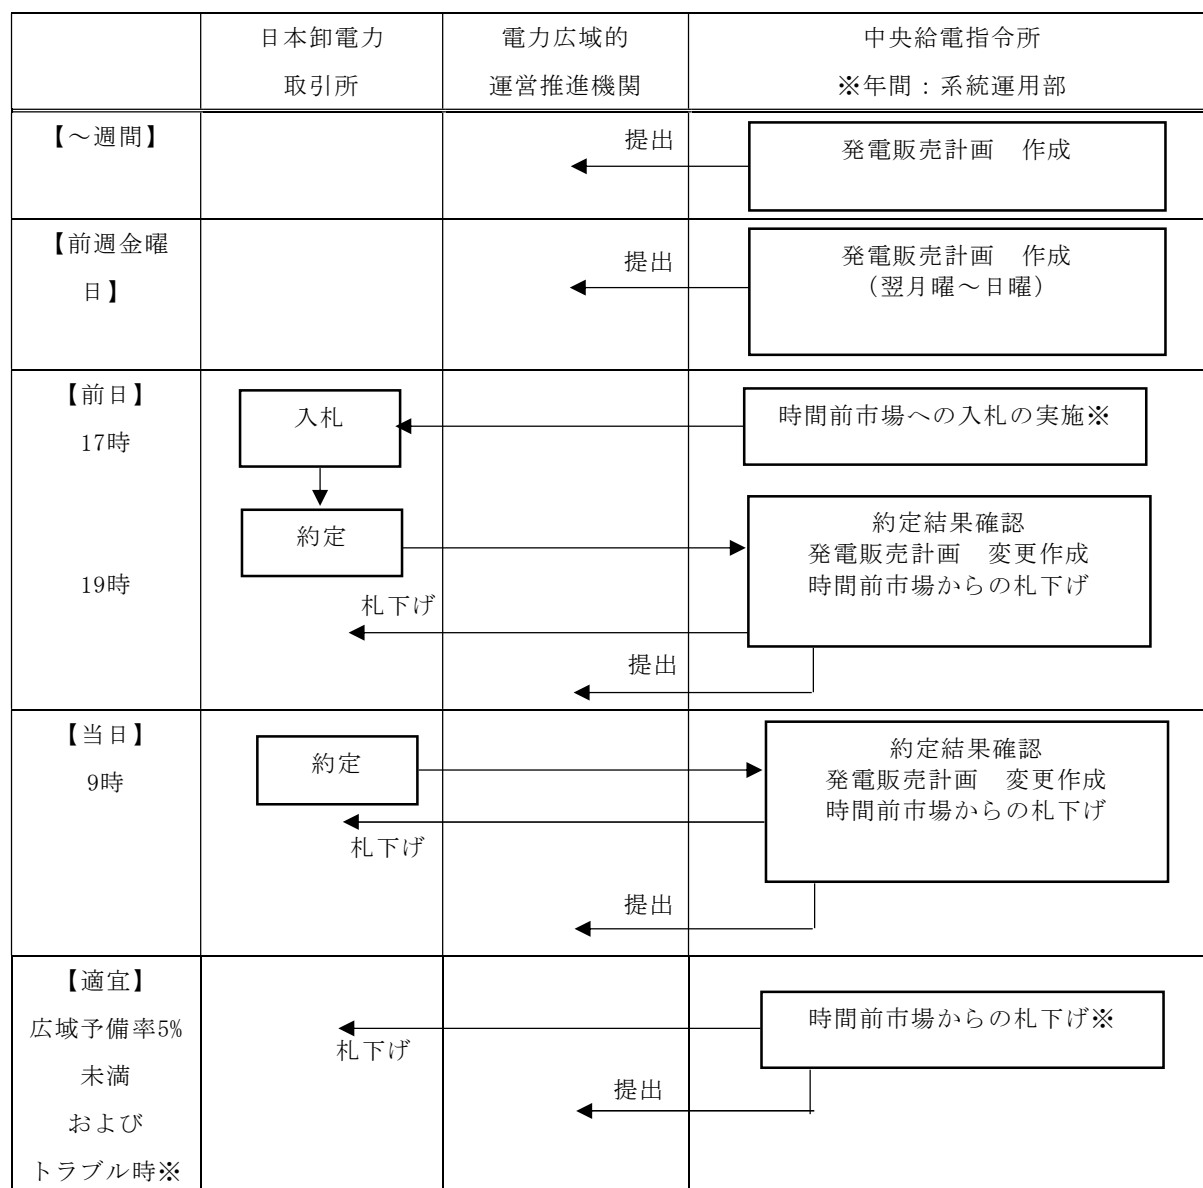 日本卸電力
取引所
電力広域的
運営推進機関
中央給電指令所
※年間：系統運用部
【～週間】
提出
発電販売計画　作成
【前週金曜
日】
提出
発電販売計画　作成
（翌月曜～日曜）
【前日】
17時
入札
時間前市場への入札の実施※
19時
約定
約定結果確認
発電販売計画　変更作成
時間前市場からの札下げ
札下げ
提出
【当日】
9時
約定
約定結果確認
発電販売計画　変更作成
時間前市場からの札下げ
札下げ
提出
【適宜】
広域予備率5%
未満
および
トラブル時※
時間前市場からの札下げ※
札下げ
提出